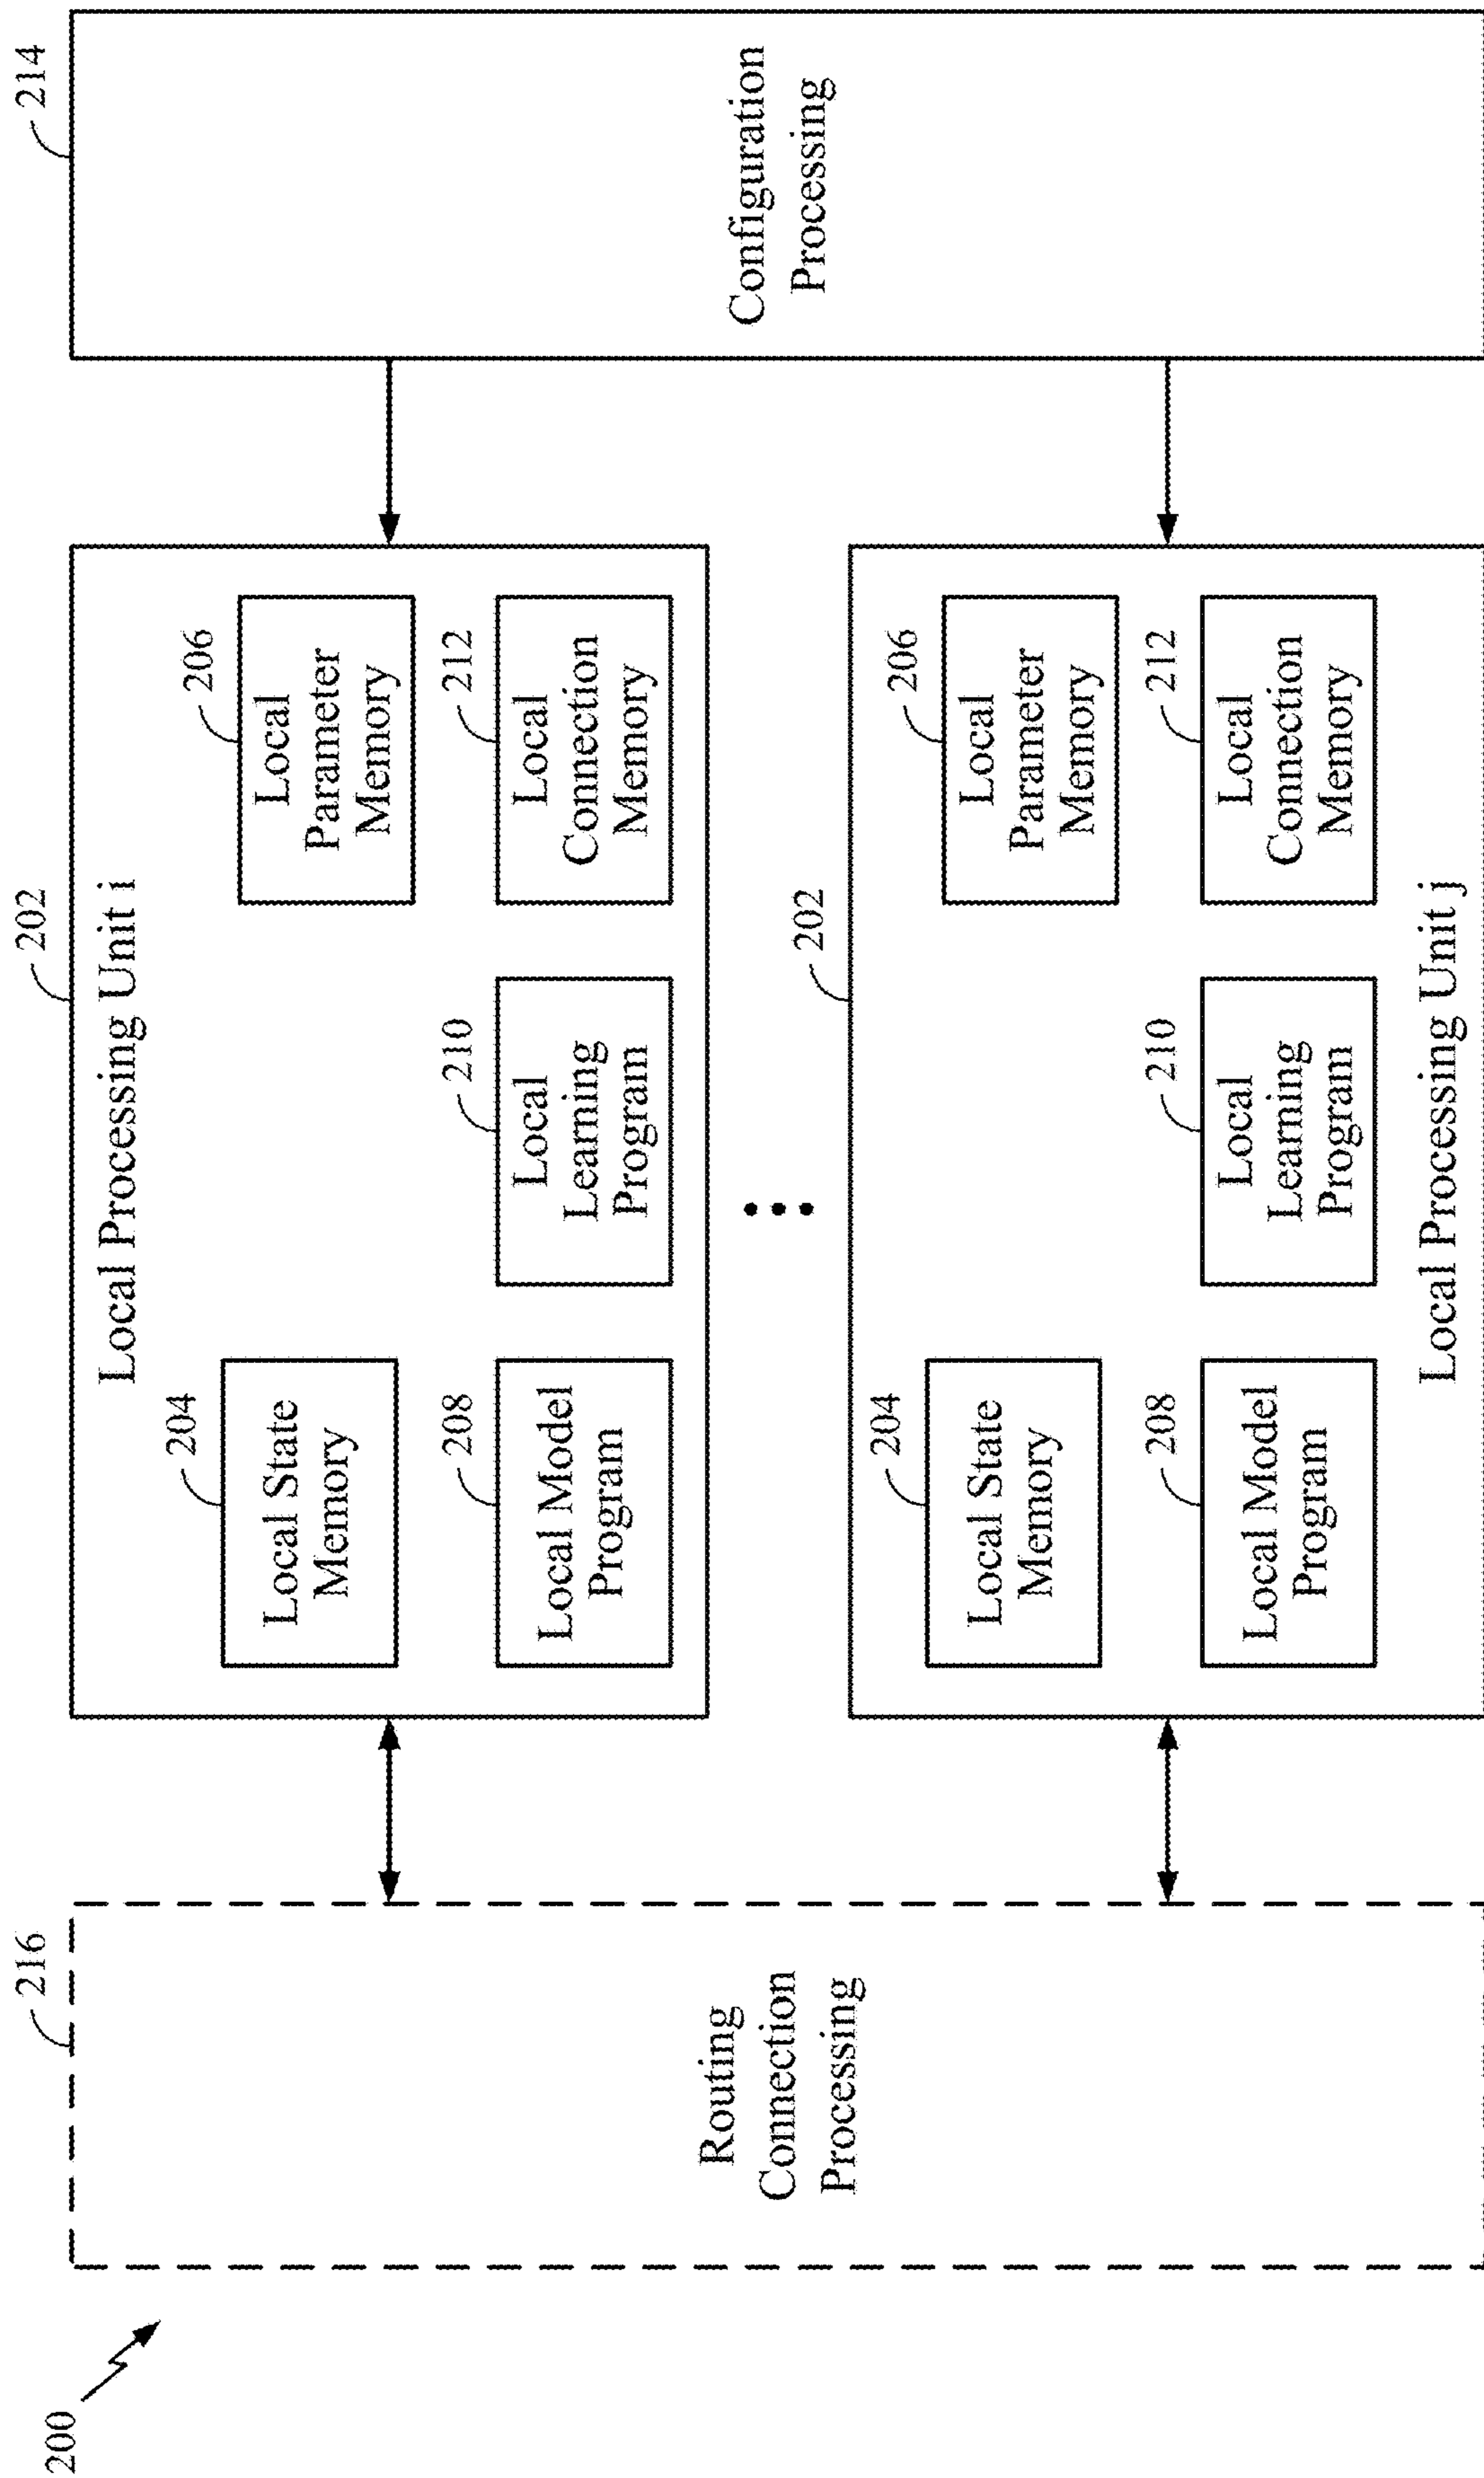 200
216
Routing
Connection
Processing
202
Local Processing Unit i
204
Local State
Memory
206
Local
Parameter
Memory
208
Local Model
Program
210
Local
Learning
Program
212
Local
Connection
Memory
202
204
Local State
Memory
206
Local
Parameter
Memory
208
Local Model
Program
210
Local
Learning
Program
212
Local
Connection
Memory
Local Processing Unit j
214
Configuration
Processing